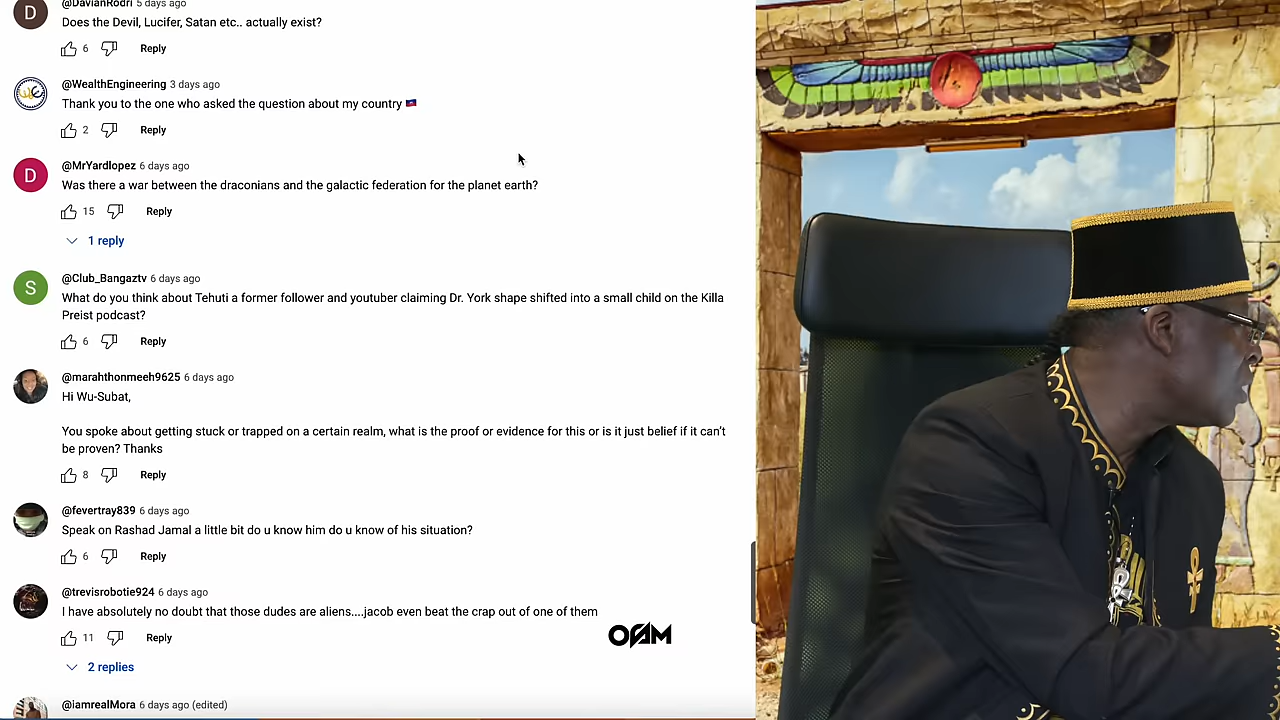 @DavianRodri 5 days ago
Does the Devil, Lucifer, Satan etc.. actually exist?
6 Reply
@WealthEngineering 3 days ago
Thank you to the one who asked the question about my country 🇭🇹
2 Reply
@MrYardlopez 6 days ago
Was there a war between the draconians and the galactic federation for the planet earth?
15 Reply
1 reply
@Club_Bangaztv 6 days ago
What do you think about Tehuti a former follower and youtuber claiming Dr. York shape shifted into a small child on the Killa
Preist podcast?
6 Reply
@marahthonmeeh9625 6 days ago
Hi Wu-Subat,
You spoke about getting stuck or trapped on a certain realm, what is the proof or evidence for this or is it just belief if it can't
be proven? Thanks
8 Reply
@fevertray839 6 days ago
Speak on Rashad Jamal a little bit do u know him do u know of his situation?
6 Reply
@trevisrobotie924 6 days ago
I have absolutely no doubt that those dudes are aliens....jacob even beat the crap out of one of them
11 Reply
2 replies
@iamrealMora 6 days ago (edited)
D
D
S